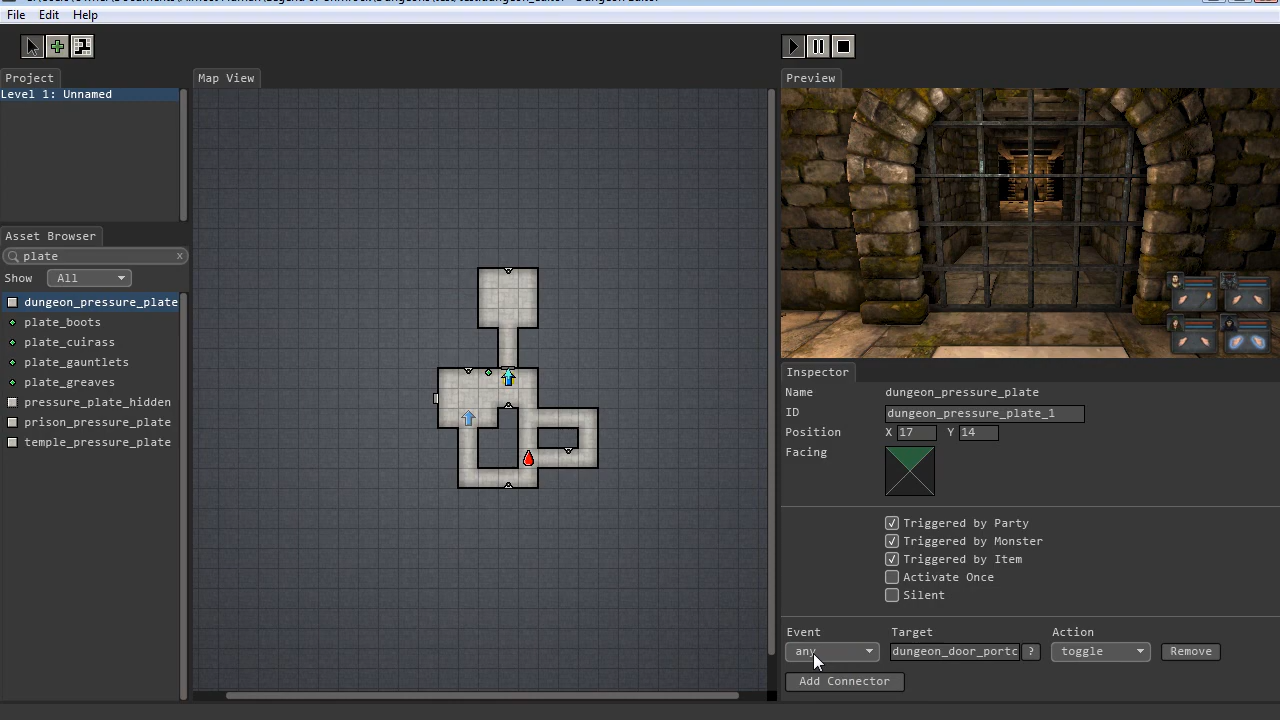 File Edit Help
Project
Level 1: Unnamed
Asset Browser
plate x
Show All
dungeon_pressure_plate
plate_boots
plate_cuirass
plate_gauntlets
plate_greaves
pressure_plate_hidden
prison_pressure_plate
temple_pressure_plate
Map View
Preview
Inspector
Name dungeon_pressure_plate
ID dungeon_pressure_plate_1
Position X 17 Y 14
Facing
Triggered by Party
Triggered by Monster
Triggered by Item
Activate Once
Silent
Event Target Action
any dungeon_door_portc ? toggle Remove
Add Connector